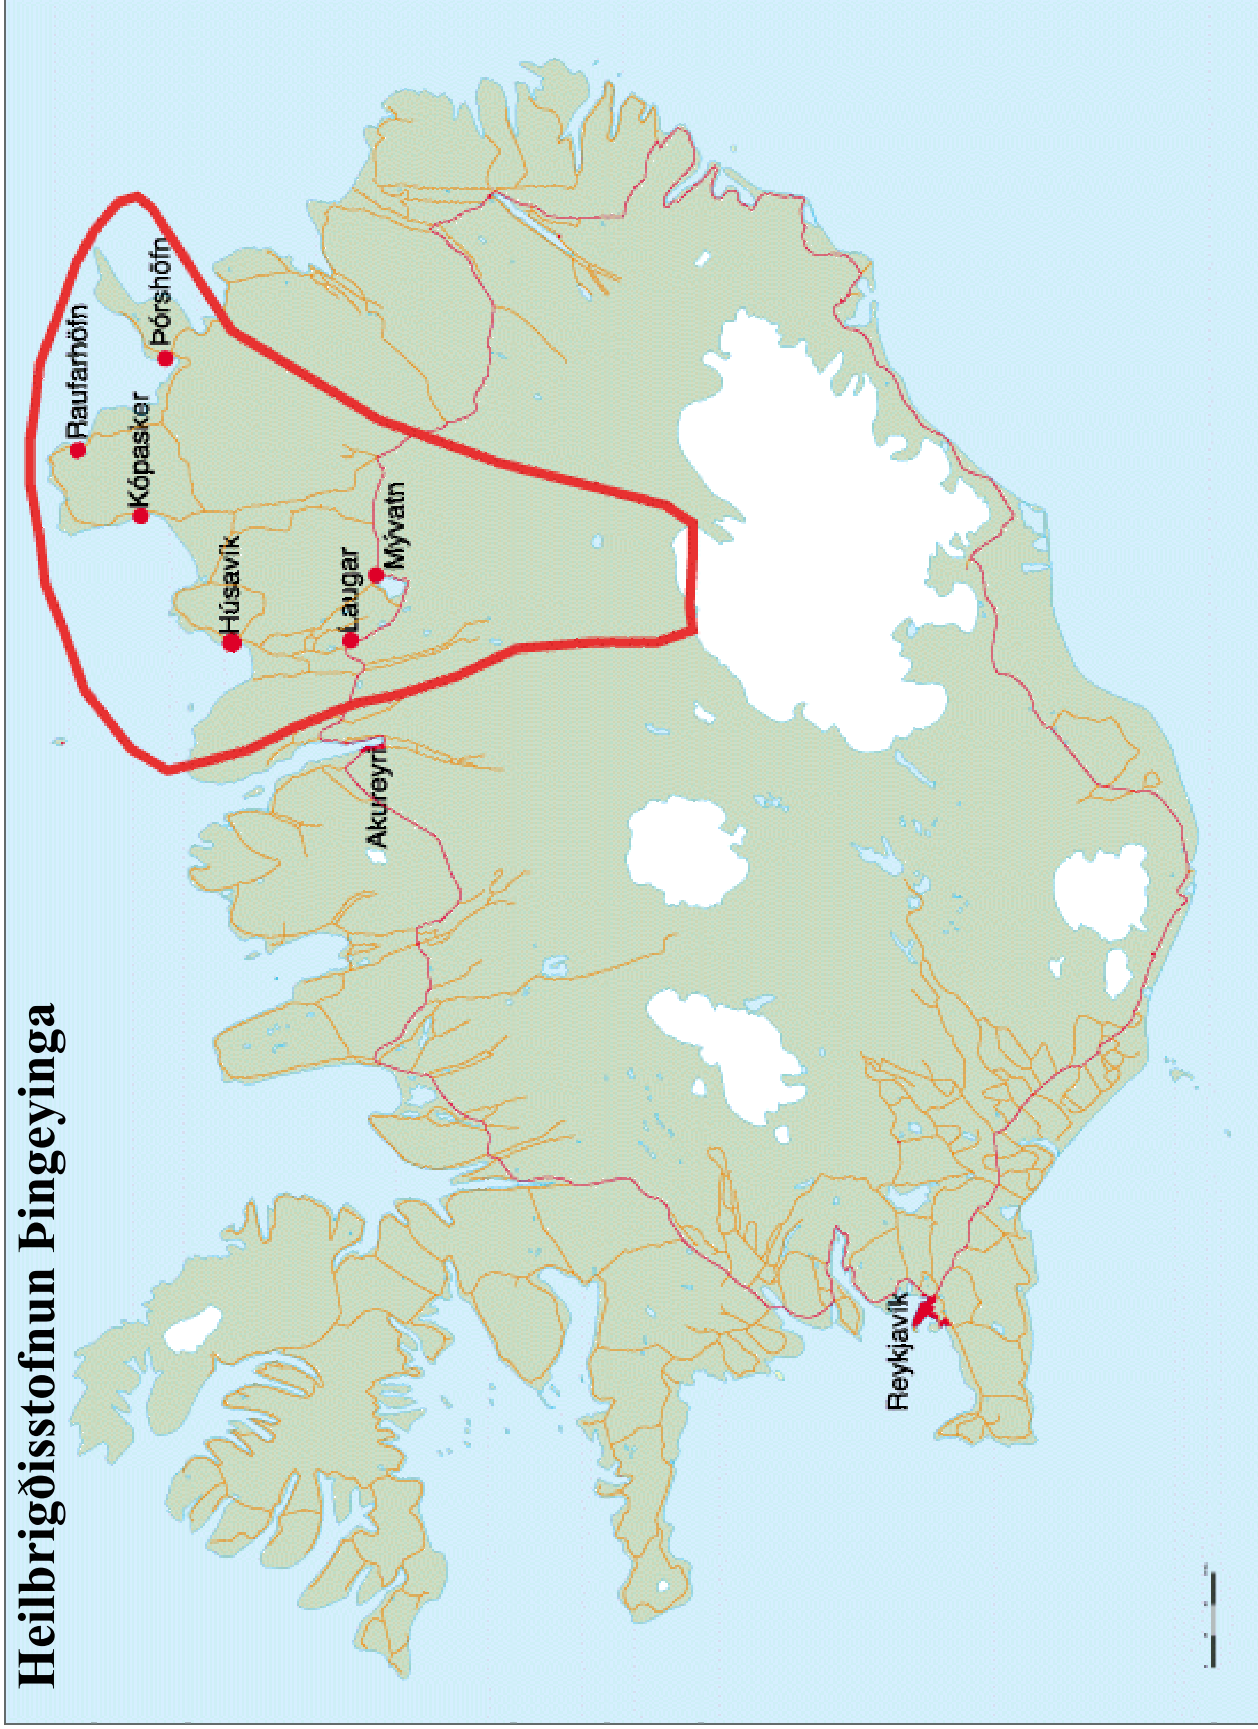 Heilbrigðisstofnun Þingeyinga
Raufarhöfn
Kópasker
Þórshöfn
Húsavík
Laugar
Mývatn
Akureyri
Reykjavík